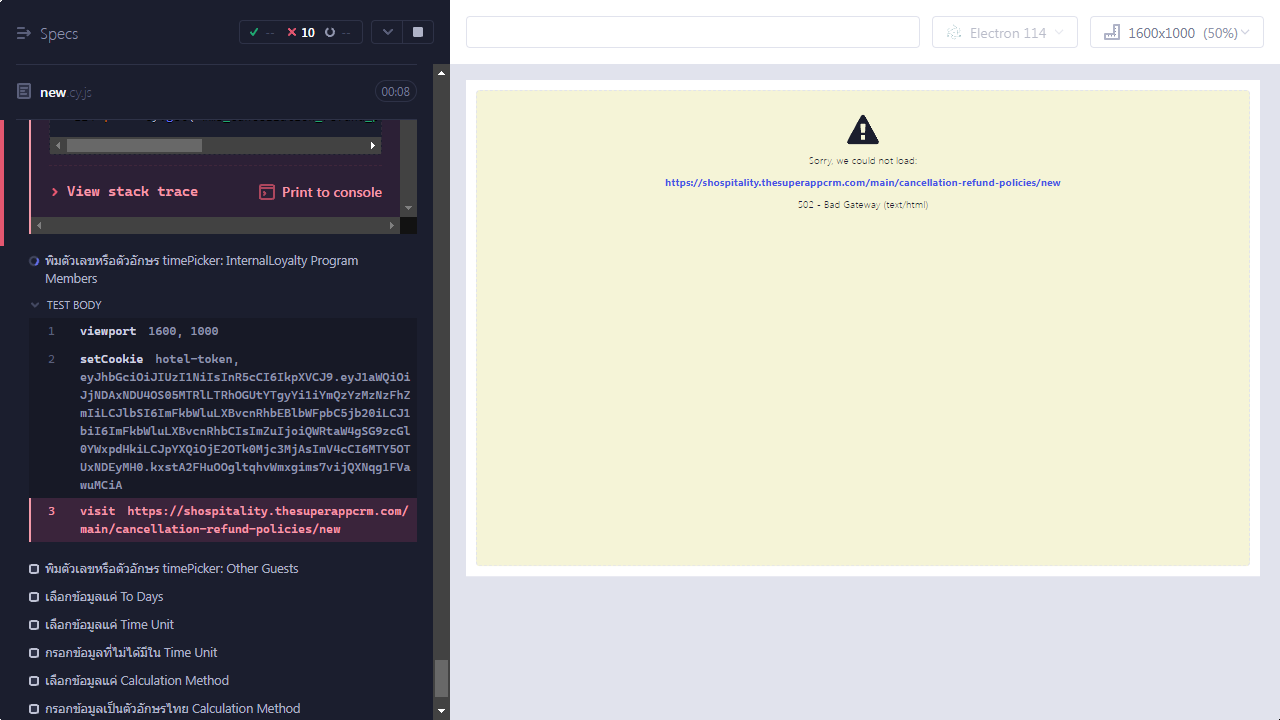 Specs
-- 10 --
Electron 114
1600x1000 (50%)
new.cy.js
00:08
View stack trace
Print to console
พิมตัวเลขหรือตัวอักษร timePicker: InternalLoyalty Program
Members
TEST BODY
1 viewport 1600, 1000
2 setCookie hotel-token,
eyJhbGciOiJIUzI1NiIsInR5cCI6IkpXVCJ9.eyJ1aWQiOi
JjNDAxNDU4OS05MTRlLTRhOGUtYTgyYi1iYmQzYzMzNzFhZ
mIiLCJlbSI6ImFkbWluLXBvcnRhbEBlbWFpbC5jb20iLCJ1
biI6ImFkbWluLXBvcnRhbCIsImZuIjoiQWRtaW4gSG9zcGl
0YWxpdHkiLCJpYXQiOjE2OTk0Mjc3MjAsImV4cCI6MTY5OT
UxNDEyMH0.kxstA2FHuOOgltqhvWmxgims7vijQXNqg1FVa
wuMCiA
3 visit https://shospitality.thesuperappcrm.com/
main/cancellation-refund-policies/new
พิมตัวเลขหรือตัวอักษร timePicker: Other Guests
เลือกข้อมูลแค่ To Days
เลือกข้อมูลแค่ Time Unit
กรอกข้อมูลที่ไม่ได้มีใน Time Unit
เลือกข้อมูลแค่ Calculation Method
กรอกข้อมูลเป็นตัวอักษรไทย Calculation Method
Sorry, we could not load:
https://shospitality.thesuperappcrm.com/main/cancellation-refund-policies/new
502 - Bad Gateway (text/html)